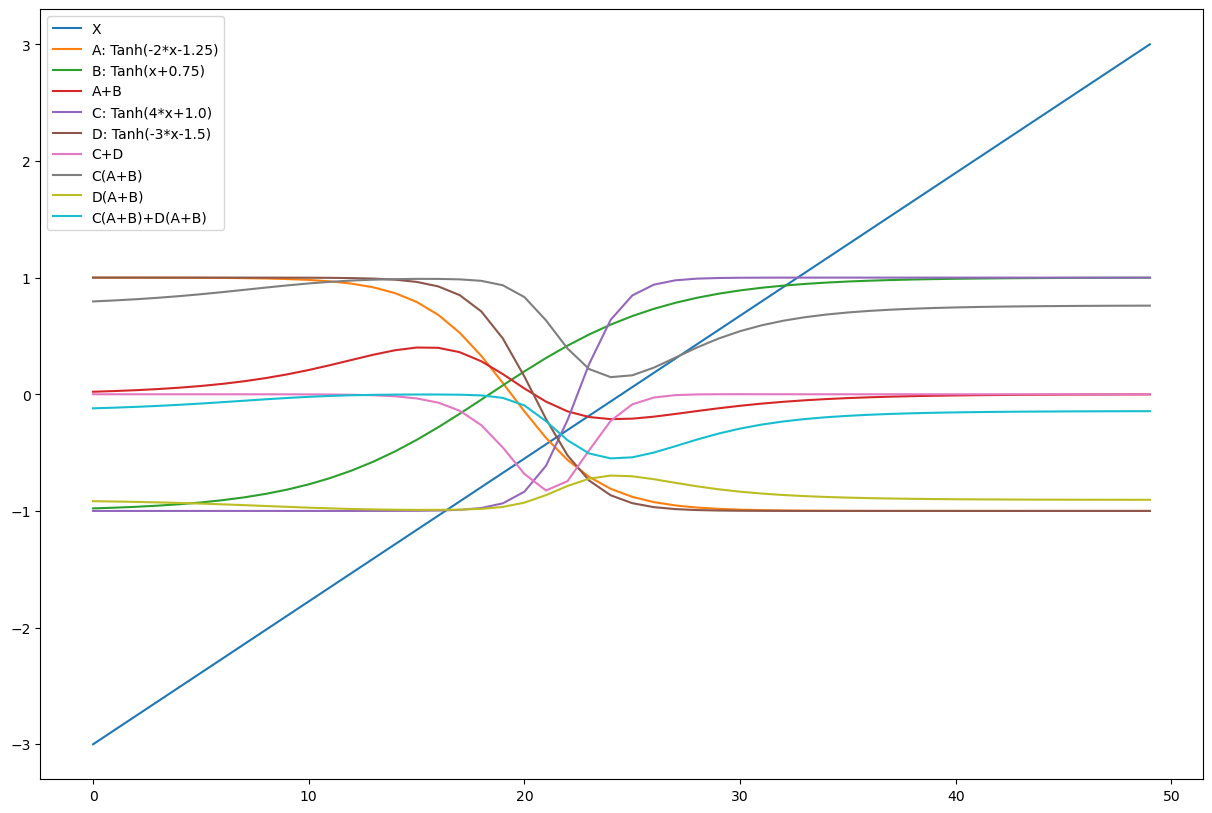 X
A: Tanh(-2*x-1.25)
B: Tanh(x+0.75)
A+B
C: Tanh(4*x+1.0)
D: Tanh(-3*x-1.5)
C+D
C(A+B)
D(A+B)
C(A+B)+D(A+B)
3
2
1
0
−1
−2
−3
0 10 20 30 40 50